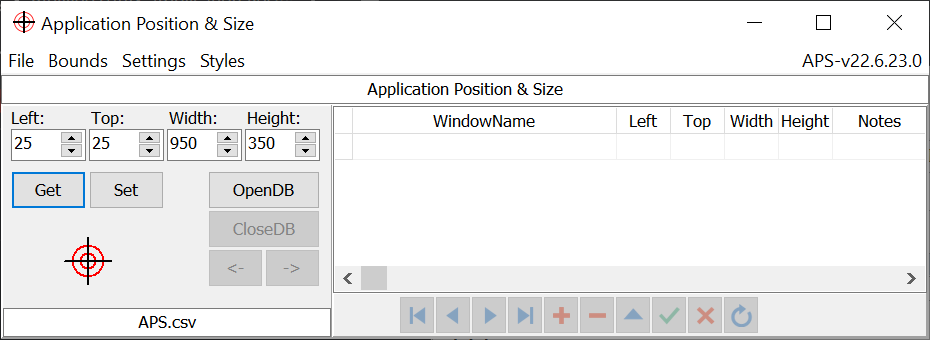 Application Position & Size
File Bounds Settings Styles APS-v22.6.23.0
Application Position & Size
Left: Top: Width: Height:
25 25 950 350
WindowName Left Top Width Height Notes
Get Set OpenDB
CloseDB
<- ->
APS.csv